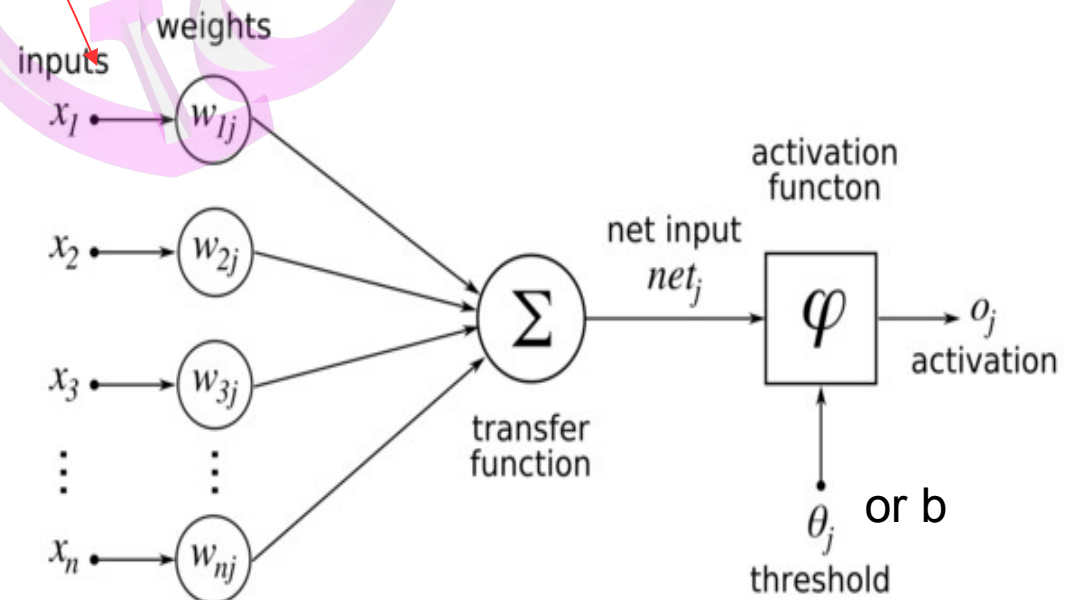 weights
inputs
x1
w1j
activation
functon
x2
w2j
net input
netj
Σ
φ
oj
activation
x3
w3j
transfer
function
⋮ ⋮
θj or b
xn
wnj
threshold